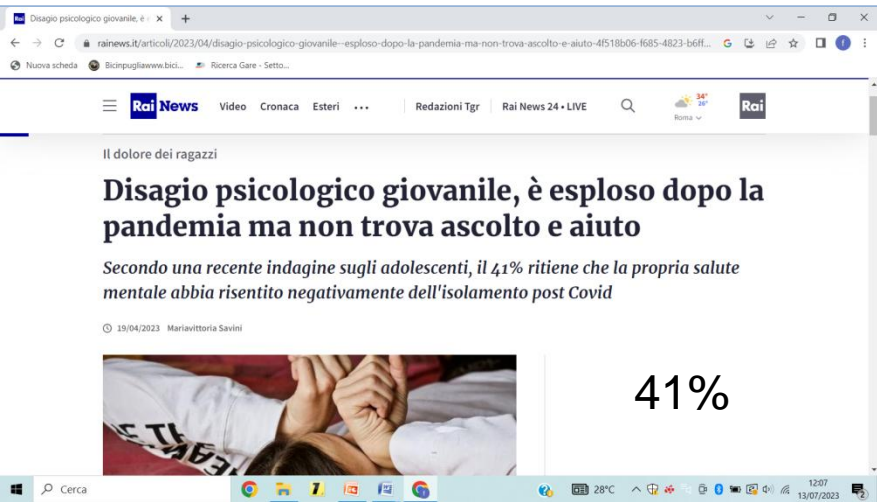 Rai Disagio psicologico giovanile, è
rainews.it/articoli/2023/04/disagio-psicologico-giovanile--esploso-dopo-la-pandemia-ma-non-trova-ascolto-e-aiuto-4f518b06-f685-4823-b6ff...
Nuova scheda Bicinpugliawww.bici... Ricerca Gare - Setto...
Rai News Video Cronaca Esteri ... Redazioni Tgr Rai News 24 • LIVE 34° 26° Roma Rai
Il dolore dei ragazzi
Disagio psicologico giovanile, è esploso dopo la
pandemia ma non trova ascolto e aiuto
Secondo una recente indagine sugli adolescenti, il 41% ritiene che la propria salute
mentale abbia risentito negativamente dell'isolamento post Covid
19/04/2023 Mariavittoria Savini
41%
Cerca 28°C 12:07
13/07/2023 2